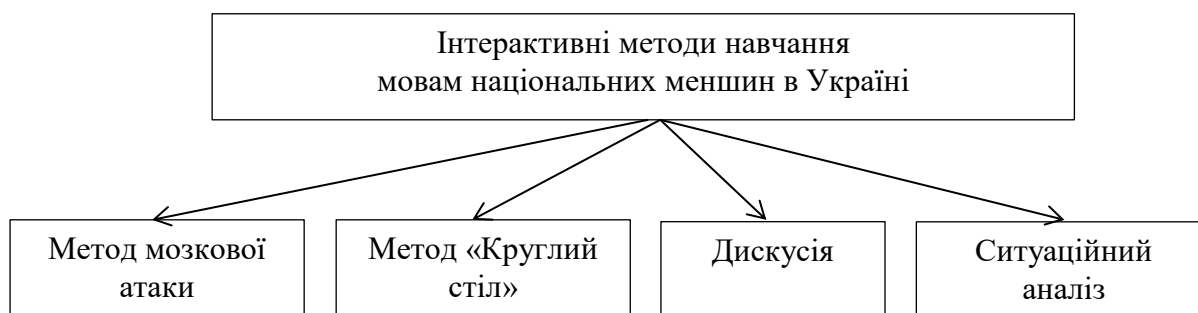 Інтерактивні методи навчання
мовам національних меншин в Україні
Метод мозкової
атаки
Метод «Круглий
стіл»
Дискусія
Ситуаційний
аналіз